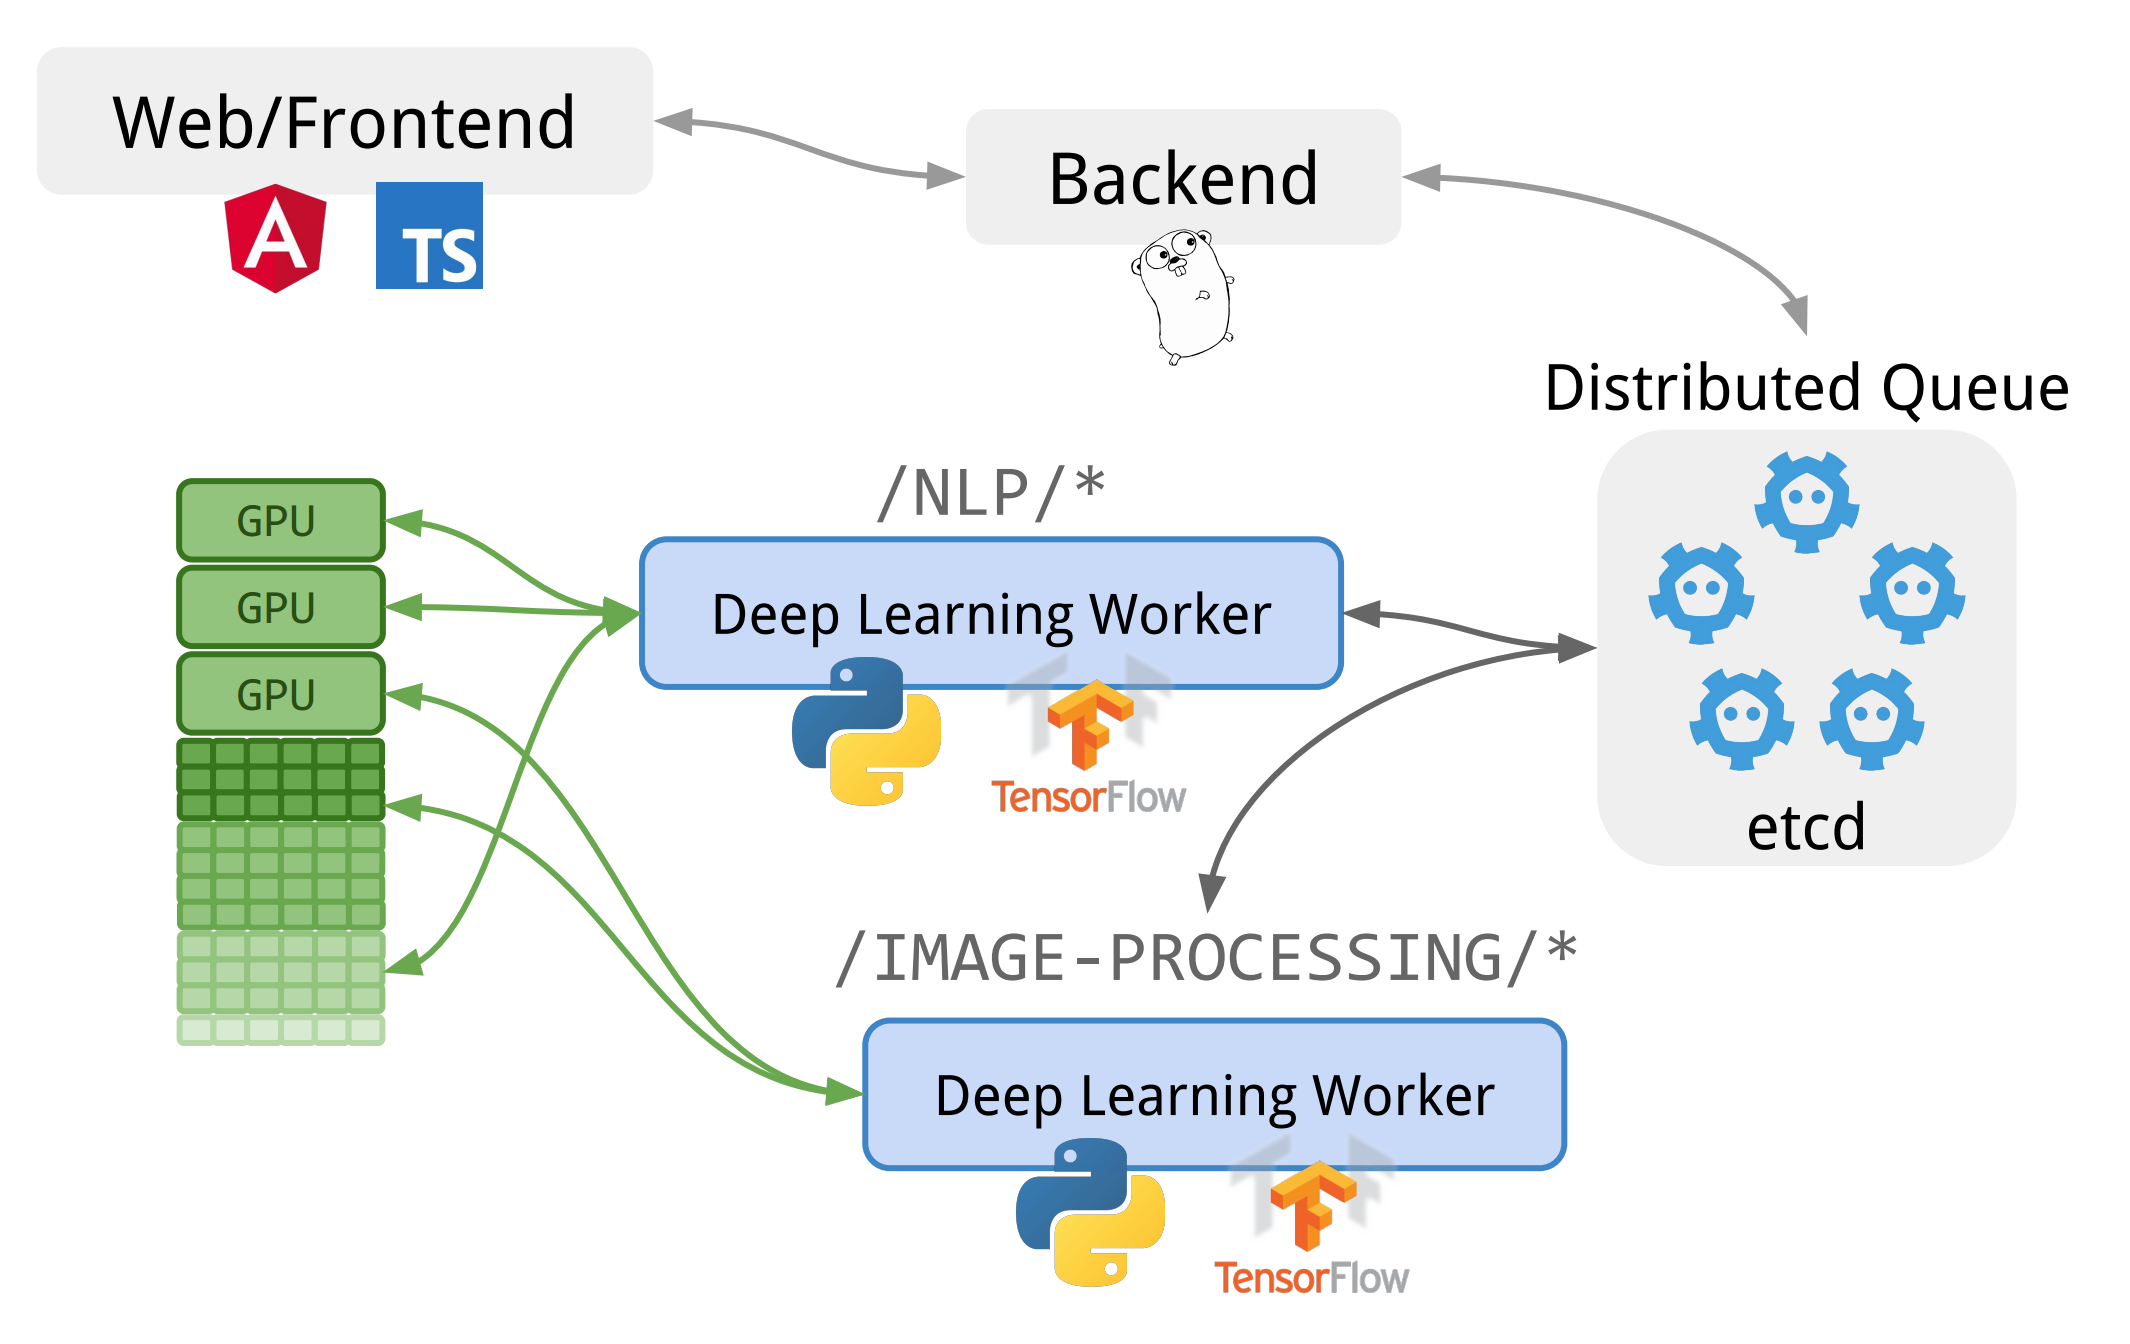 Web/Frontend
A
TS
Backend
Distributed Queue
etcd
/NLP/*
Deep Learning Worker
TensorFlow
GPU
GPU
GPU
/IMAGE-PROCESSING/*
Deep Learning Worker
TensorFlow